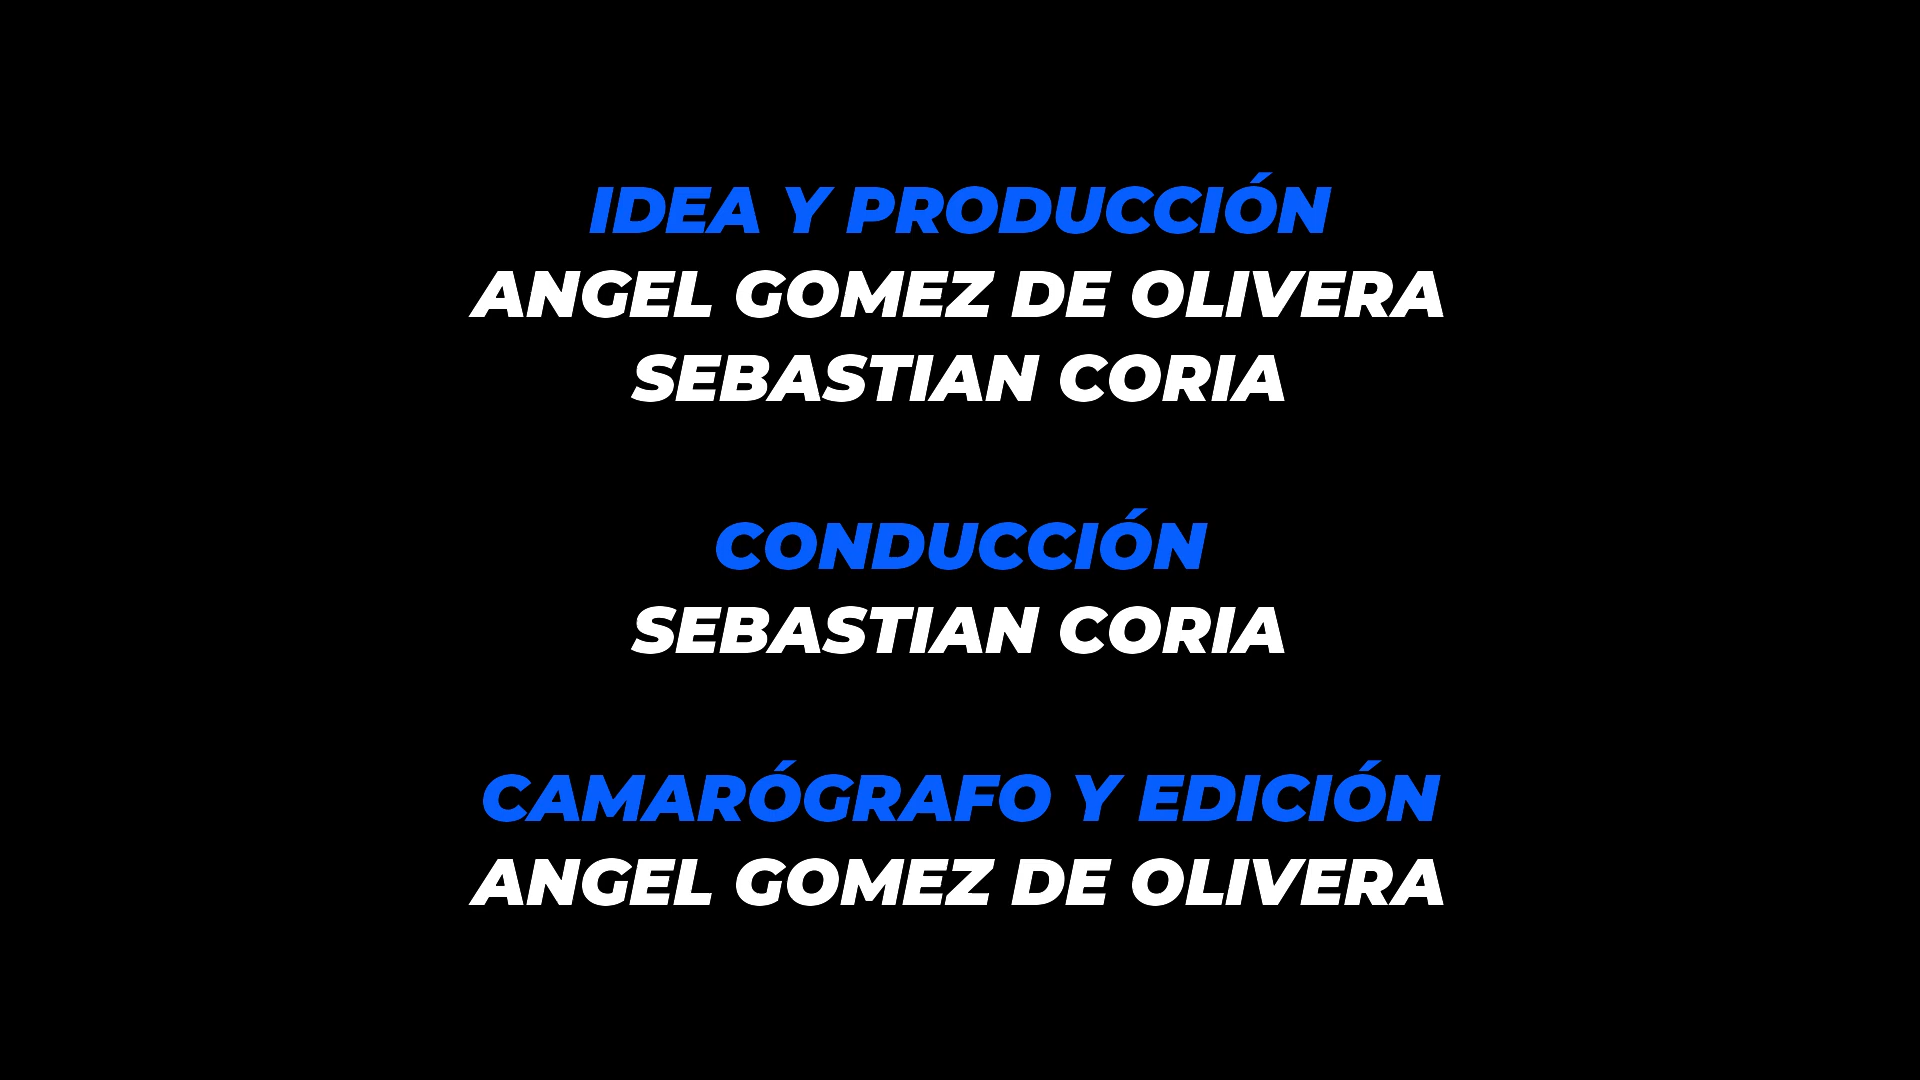 IDEA Y PRODUCCIÓN
ANGEL GOMEZ DE OLIVERA
SEBASTIAN CORIA
CONDUCCIÓN
SEBASTIAN CORIA
CAMARÓGRAFO Y EDICIÓN
ANGEL GOMEZ DE OLIVERA